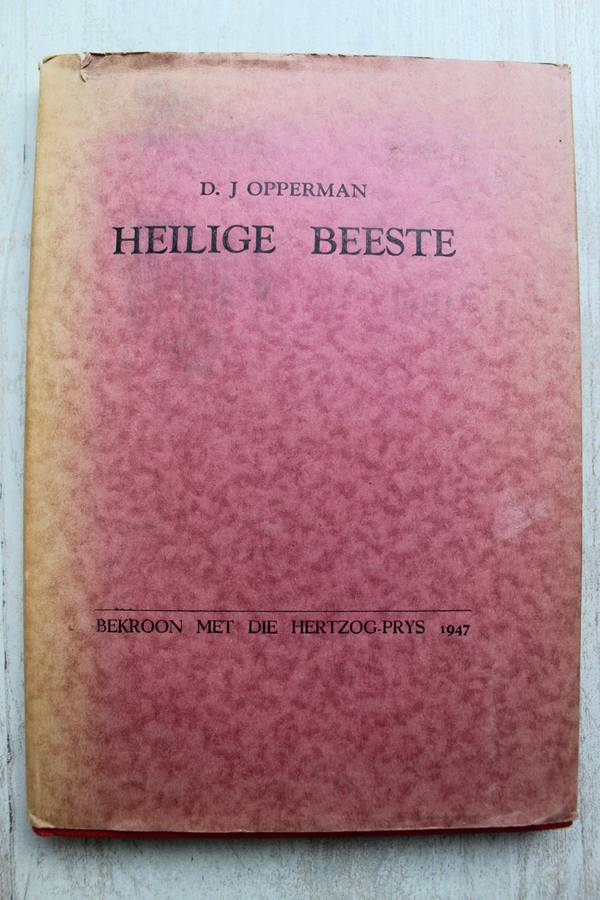 D. J OPPERMAN
HEILIGE BEESTE
BEKROON MET DIE HERTZOG-PRYS 1947